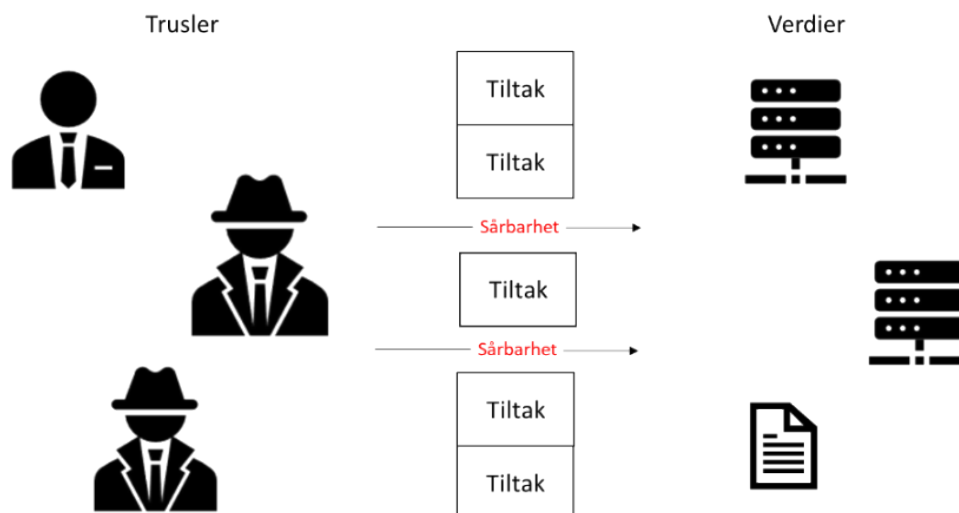 Trusler
Verdier
Tiltak
Tiltak
Sårbarhet
Tiltak
Sårbarhet
Tiltak
Tiltak